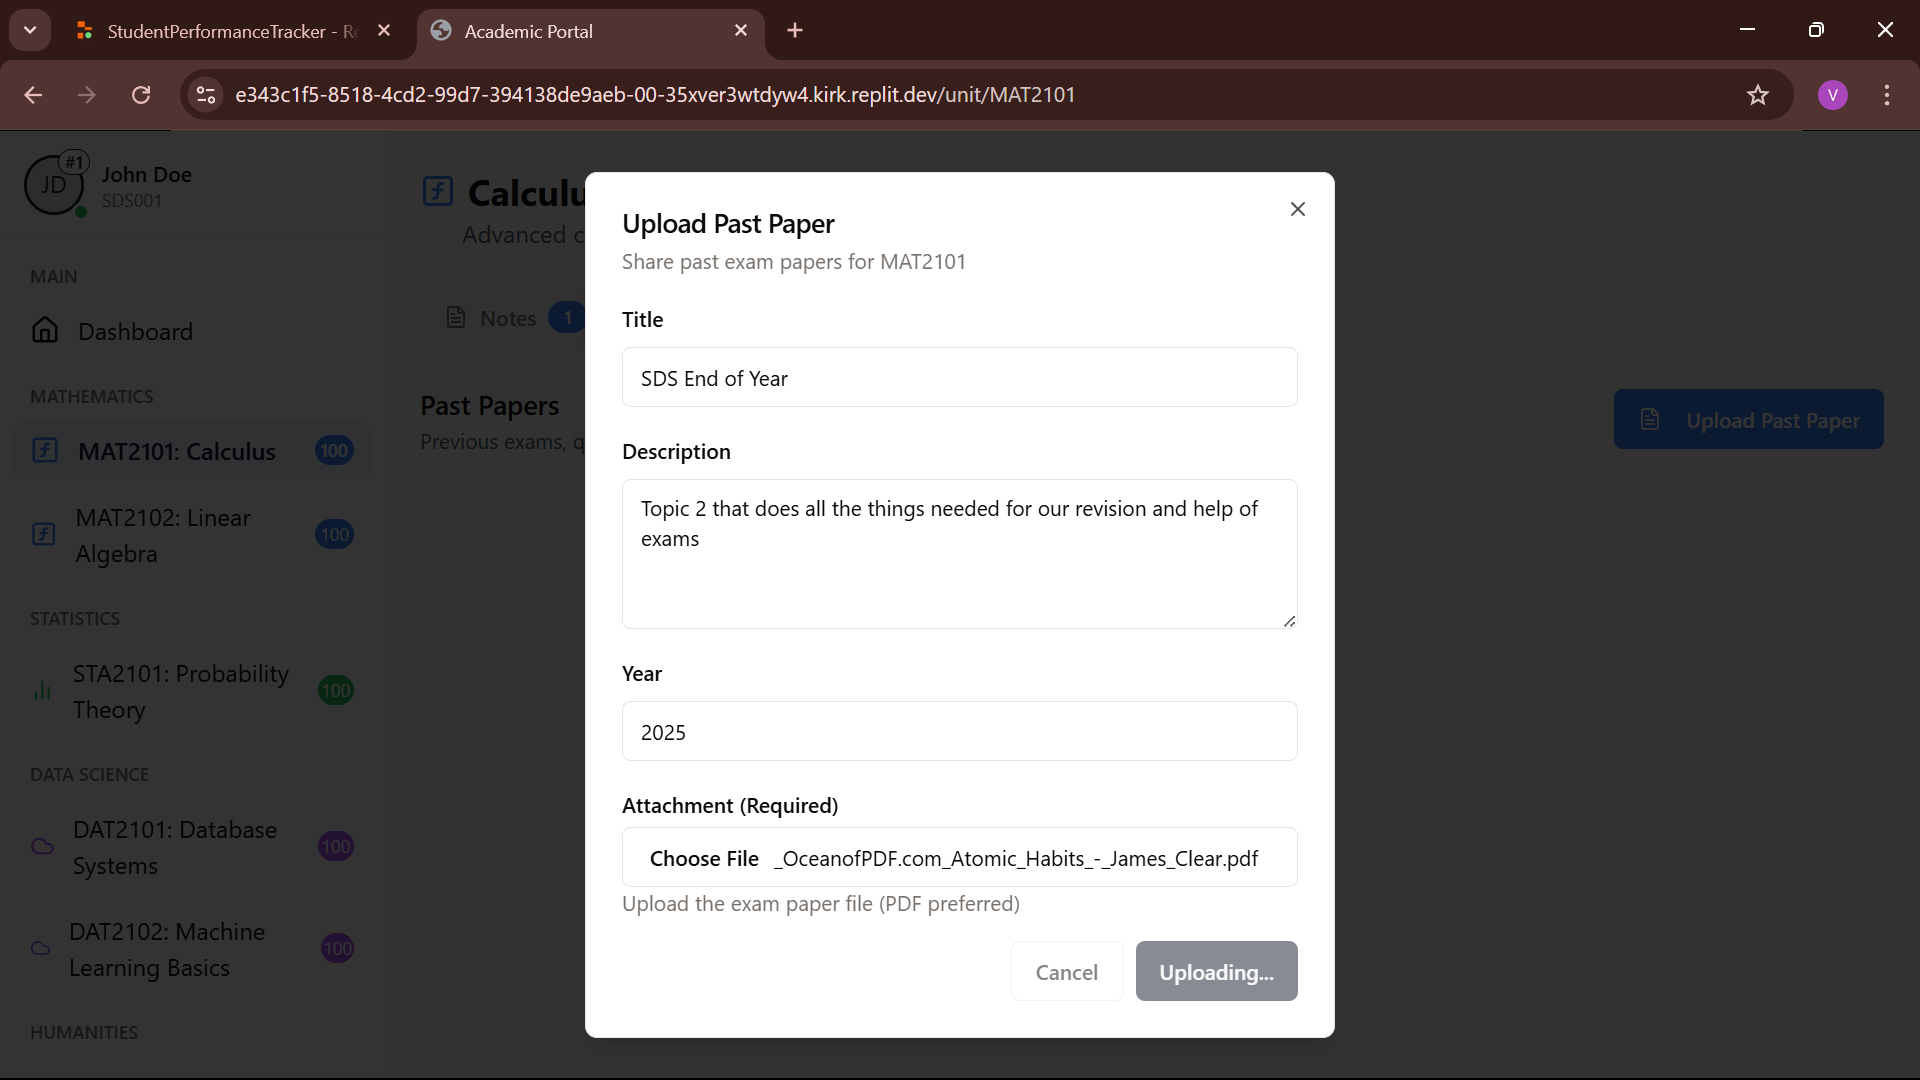 StudentPerformanceTracker - Re
Academic Portal
e343c1f5-8518-4cd2-99d7-394138de9aeb-00-35xver3wtdyw4.kirk.replit.dev/unit/MAT2101
V
#1
JD
John Doe
SDS001
MAIN
Dashboard
MATHEMATICS
MAT2101: Calculus
100
MAT2102: Linear
Algebra
100
STATISTICS
STA2101: Probability
Theory
100
DATA SCIENCE
DAT2101: Database
Systems
100
DAT2102: Machine
Learning Basics
100
HUMANITIES
Calculu
Advanced c
Notes 1
Past Papers
Previous exams, q
Upload Past Paper
Upload Past Paper
Share past exam papers for MAT2101
Title
SDS End of Year
Description
Topic 2 that does all the things needed for our revision and help of
exams
Year
2025
Attachment (Required)
Choose File _OceanofPDF.com_Atomic_Habits_-_James_Clear.pdf
Upload the exam paper file (PDF preferred)
Cancel
Uploading...